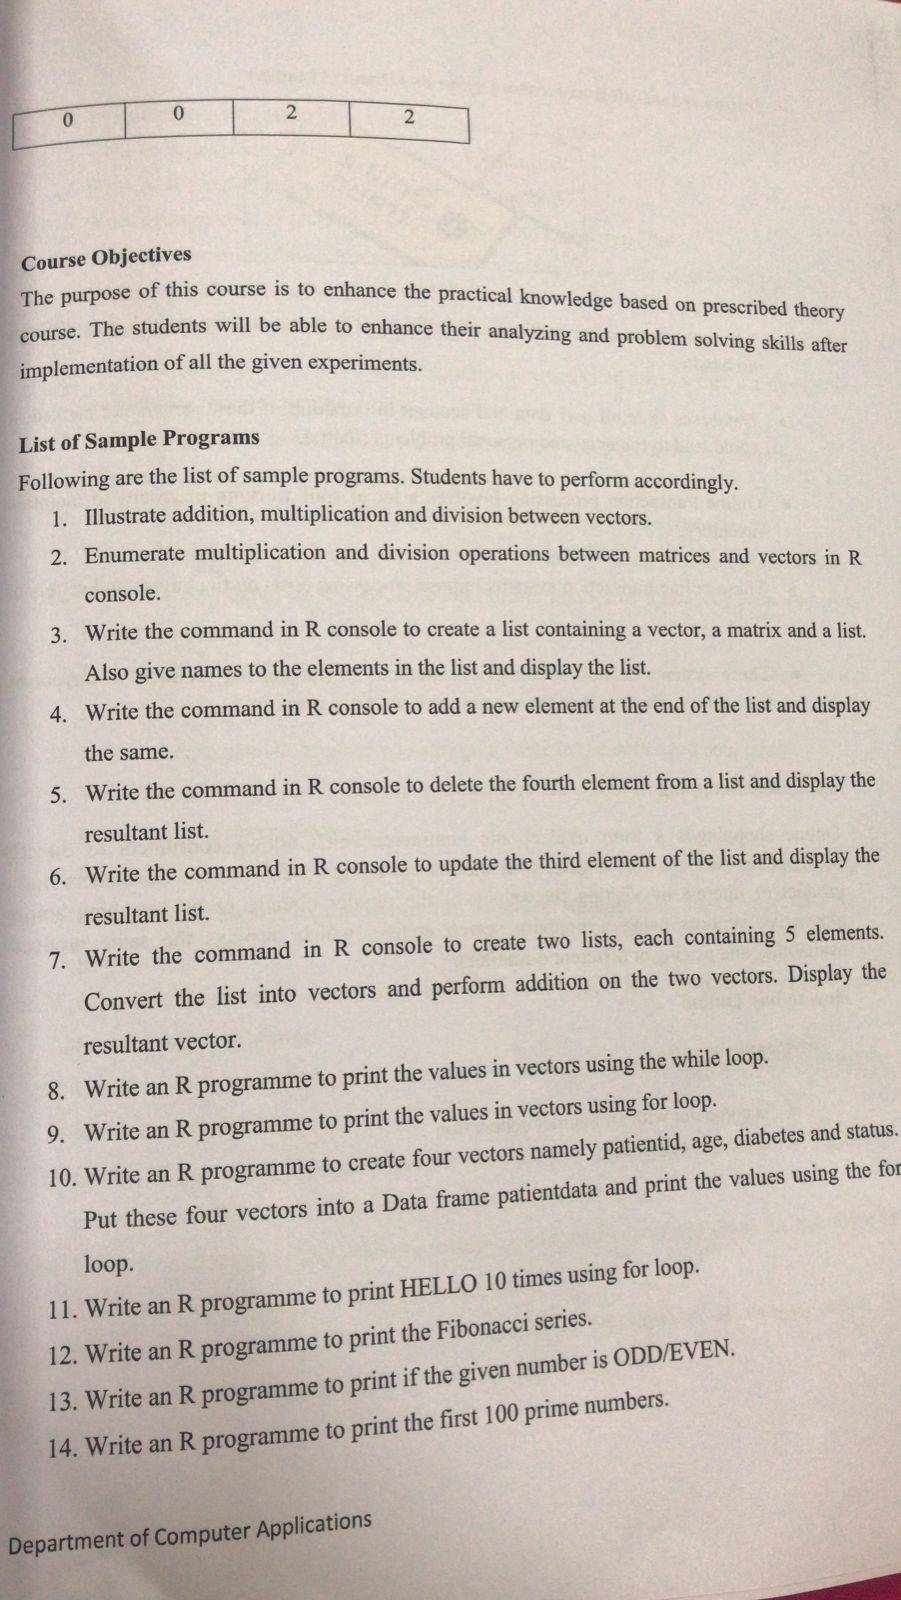 0 0 2 2
Course Objectives
The purpose of this course is to enhance the practical knowledge based on prescribed theory
course. The students will be able to enhance their analyzing and problem solving skills after
implementation of all the given experiments.
List of Sample Programs
Following are the list of sample programs. Students have to perform accordingly.
1. Illustrate addition, multiplication and division between vectors.
2. Enumerate multiplication and division operations between matrices and vectors in R
console.
3. Write the command in R console to create a list containing a vector, a matrix and a list.
Also give names to the elements in the list and display the list.
4. Write the command in R console to add a new element at the end of the list and display
the same.
5. Write the command in R console to delete the fourth element from a list and display the
resultant list.
6. Write the command in R console to update the third element of the list and display the
resultant list.
7. Write the command in R console to create two lists, each containing 5 elements.
Convert the list into vectors and perform addition on the two vectors. Display the
resultant vector.
8. Write an R programme to print the values in vectors using the while loop.
9. Write an R programme to print the values in vectors using for loop.
10. Write an R programme to create four vectors namely patientid, age, diabetes and status.
Put these four vectors into a Data frame patientdata and print the values using the for
loop.
11. Write an R programme to print HELLO 10 times using for loop.
12. Write an R programme to print the Fibonacci series.
13. Write an R programme to print if the given number is ODD/EVEN.
14. Write an R programme to print the first 100 prime numbers.
Department of Computer Applications